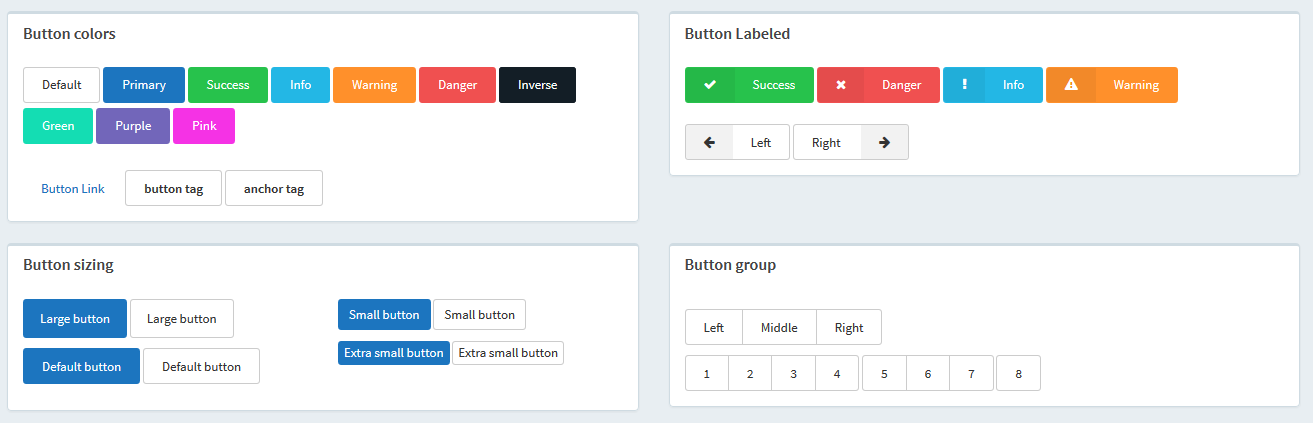 Button colors
Default Primary Success Info Warning Danger Inverse
Green Purple Pink
Button Link button tag anchor tag
Button Labeled
Success Danger Info Warning
Left Right
Button sizing
Large button Large button Small button Small button
Default button Default button Extra small button Extra small button
Button group
Left Middle Right
1 2 3 4 5 6 7 8